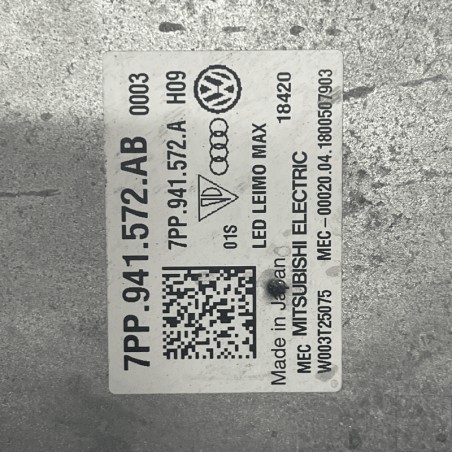 7PP.941.572.AB 0003
7PP.941.572.A H09
01S
LED LEIMO MAX 18420
Made in Japan
MEC MITSUBISHI ELECTRIC
W003T25075 MEC-00020.04.1800507903